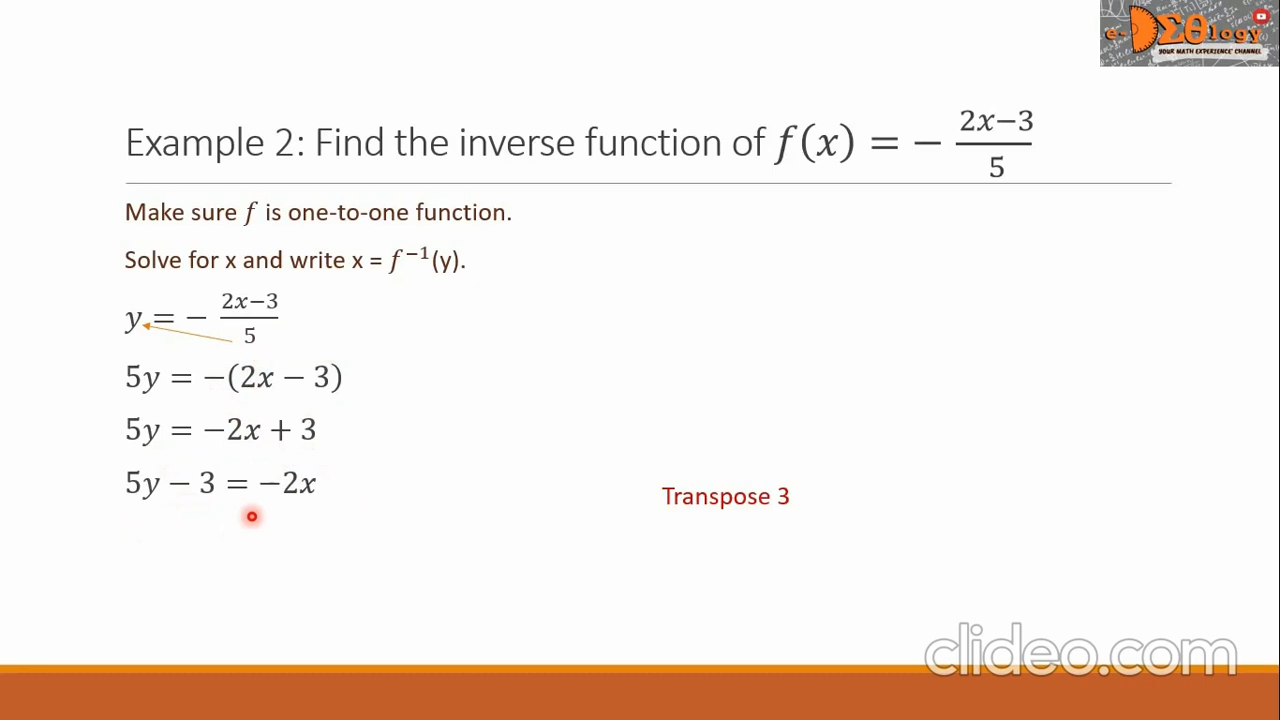 e-DΣθlogy
YOUR MATH EXPERIENCE CHANNEL
Example 2: Find the inverse function of f(x) = − (2x−3)/5
Make sure f is one-to-one function.
Solve for x and write x = f⁻¹(y).
y = − (2x−3)/5
5y = −(2x − 3)
5y = −2x + 3
5y − 3 = −2x
Transpose 3
clideo.com